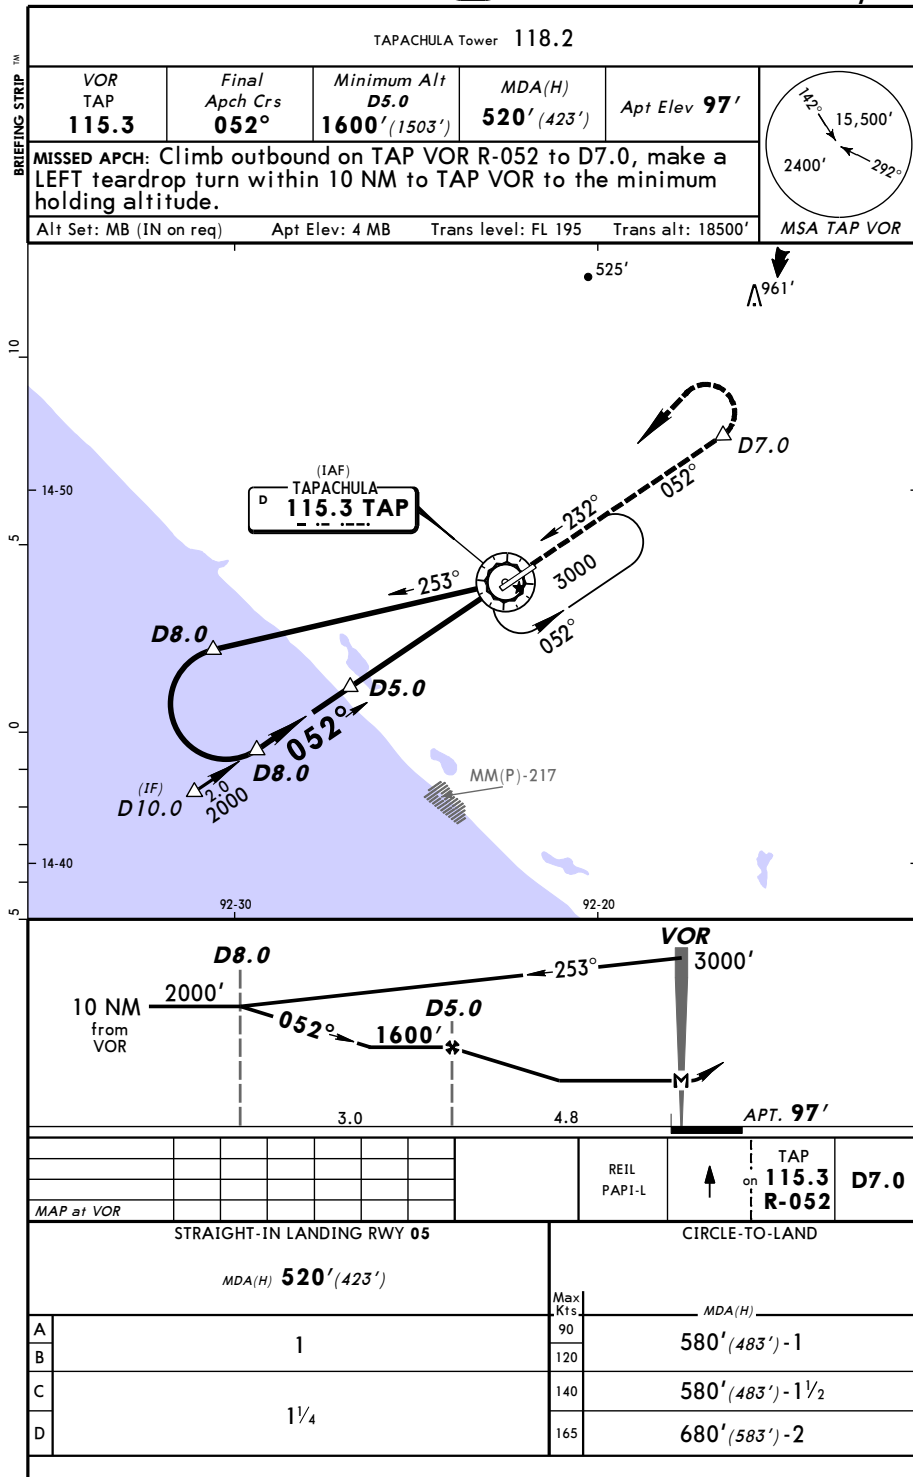 TAPACHULA Tower 118.2
BRIEFING STRIP ™
VOR
TAP
115.3
Final
Apch Crs
052°
Minimum Alt
D5.0
1600' (1503')
MDA(H)
520' (423')
Apt Elev 97'
MISSED APCH: Climb outbound on TAP VOR R-052 to D7.0, make a
LEFT teardrop turn within 10 NM to TAP VOR to the minimum
holding altitude.
Alt Set: MB (IN on req) Apt Elev: 4 MB Trans level: FL 195 Trans alt: 18500'
142°
15,500'
2400'
292°
MSA TAP VOR
525'
961'
10
D7.0
(IAF)
TAPACHULA
D 115.3 TAP
14-50
052°
232°
5
3000
253°
052°
D8.0
D5.0
0
052°
D8.0
(IF)
D10.0
2.0
2000
MM(P)-217
14-40
5
92-30
92-20
D8.0
VOR
3000'
253°
2000'
10 NM
from
VOR
D5.0
052°
1600'
M
3.0
4.8
APT. 97'
MAP at VOR
REIL
PAPI-L
on
TAP
115.3
R-052
D7.0
STRAIGHT-IN LANDING RWY 05
MDA(H) 520' (423')
CIRCLE-TO-LAND
Max
Kts
MDA(H)
A
B
1
90
120
580' (483') - 1
C
D
1 1/4
140
580' (483') - 1 1/2
165
680' (583') - 2